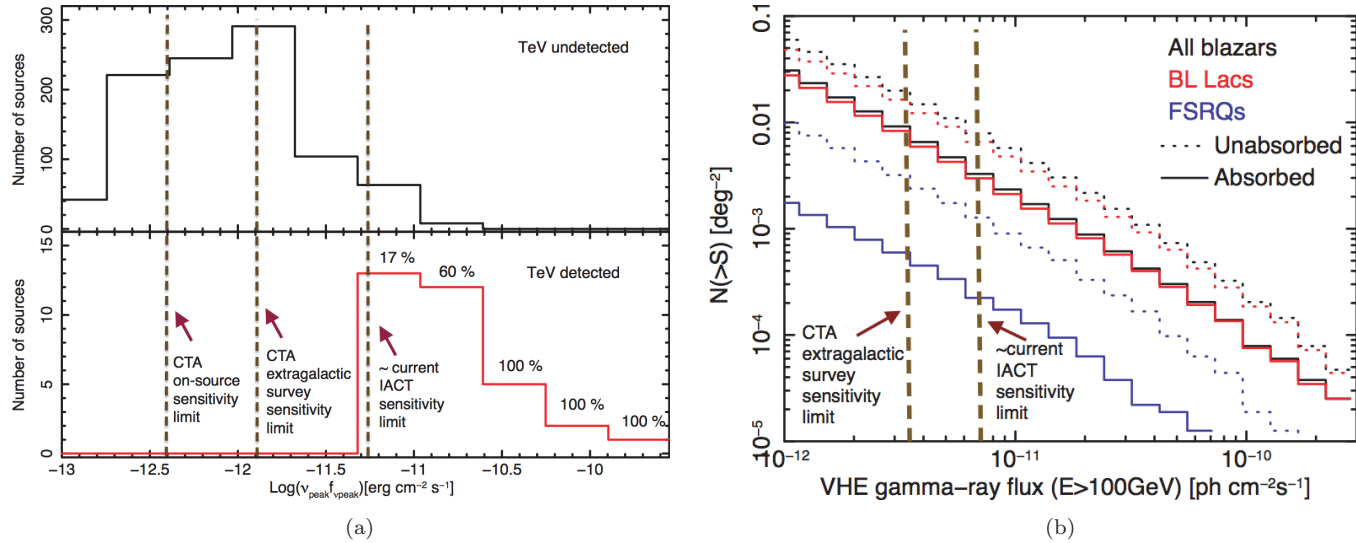 300
200
100
0
Number of sources
TeV undetected
15
10
5
0
Number of sources
TeV detected
17 %
60 %
100 %
100 %
100 %
CTA
on-source
sensitivity
limit
CTA
extragalactic
survey
sensitivity
limit
~ current
IACT
sensitivity
limit
-13
-12.5
-12
-11.5
-11
-10.5
-10
Log(ν_peak f_νpeak)[erg cm⁻² s⁻¹]
(a)
0.1
0.01
10⁻³
10⁻⁴
10⁻⁵
N(>S) [deg⁻²]
All blazars
BL Lacs
FSRQs
Unabsorbed
Absorbed
CTA
extragalactic
survey
sensitivity
limit
~current
IACT
sensitivity
limit
10⁻¹²
10⁻¹¹
10⁻¹⁰
VHE gamma-ray flux (E>100GeV) [ph cm⁻²s⁻¹]
(b)